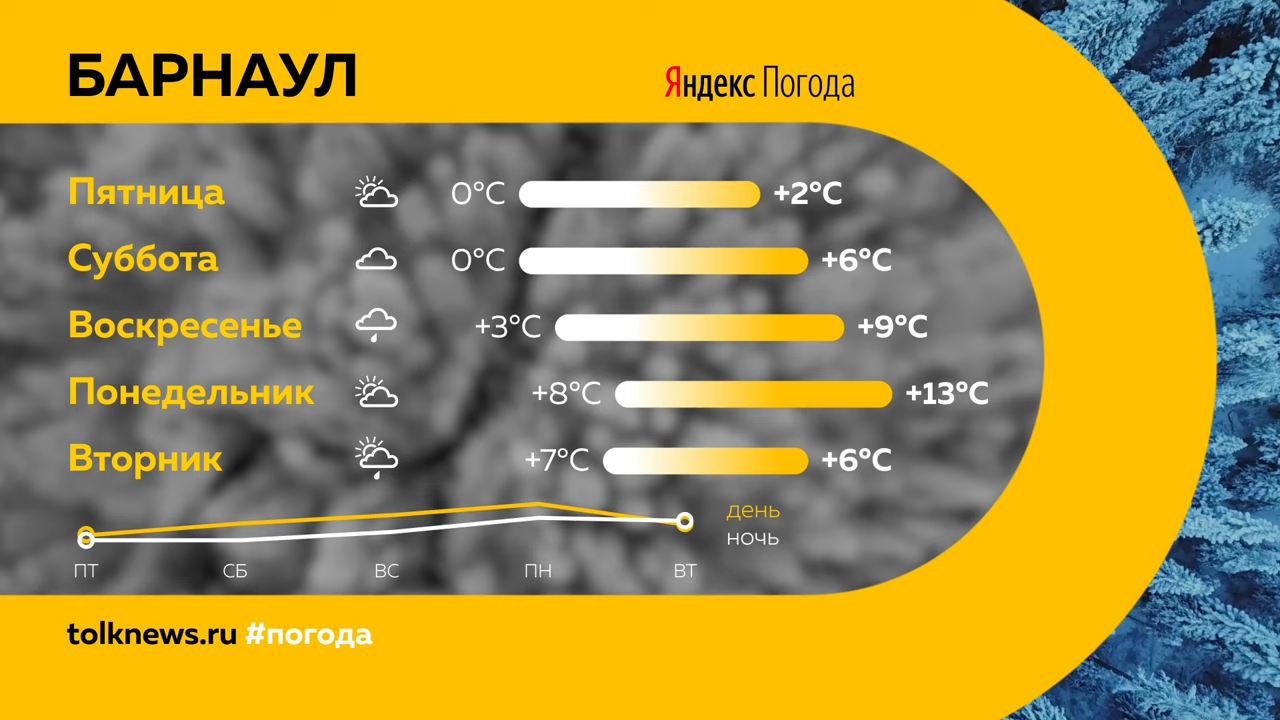 БАРНАУЛ
Яндекс Погода
Пятница 0°C +2°C
Суббота 0°C +6°C
Воскресенье +3°C +9°C
Понедельник +8°C +13°C
Вторник +7°C +6°C
день
ночь
ПТ СБ ВС ПН ВТ
tolknews.ru #погода